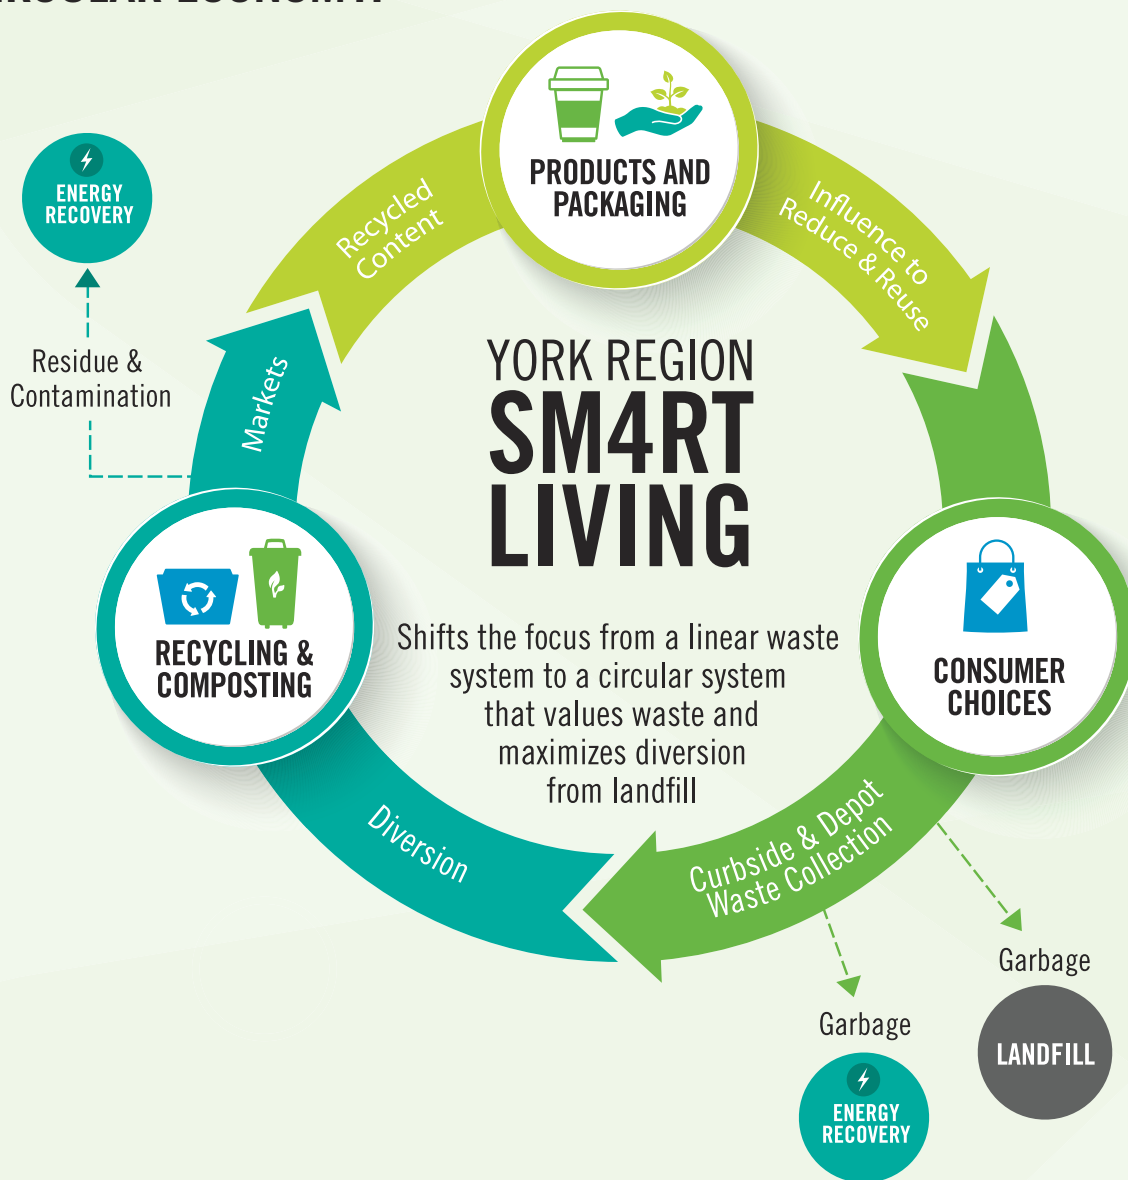 PRODUCTS AND
PACKAGING
Influence to
Reduce & Reuse
Recycled
Content
ENERGY
RECOVERY
Residue &
Contamination
Markets
YORK REGION
SM4RT
LIVING
Shifts the focus from a linear waste
system to a circular system
that values waste and
maximizes diversion
from landfill
RECYCLING &
COMPOSTING
CONSUMER
CHOICES
Diversion
Curbside & Depot
Waste Collection
Garbage
LANDFILL
Garbage
ENERGY
RECOVERY